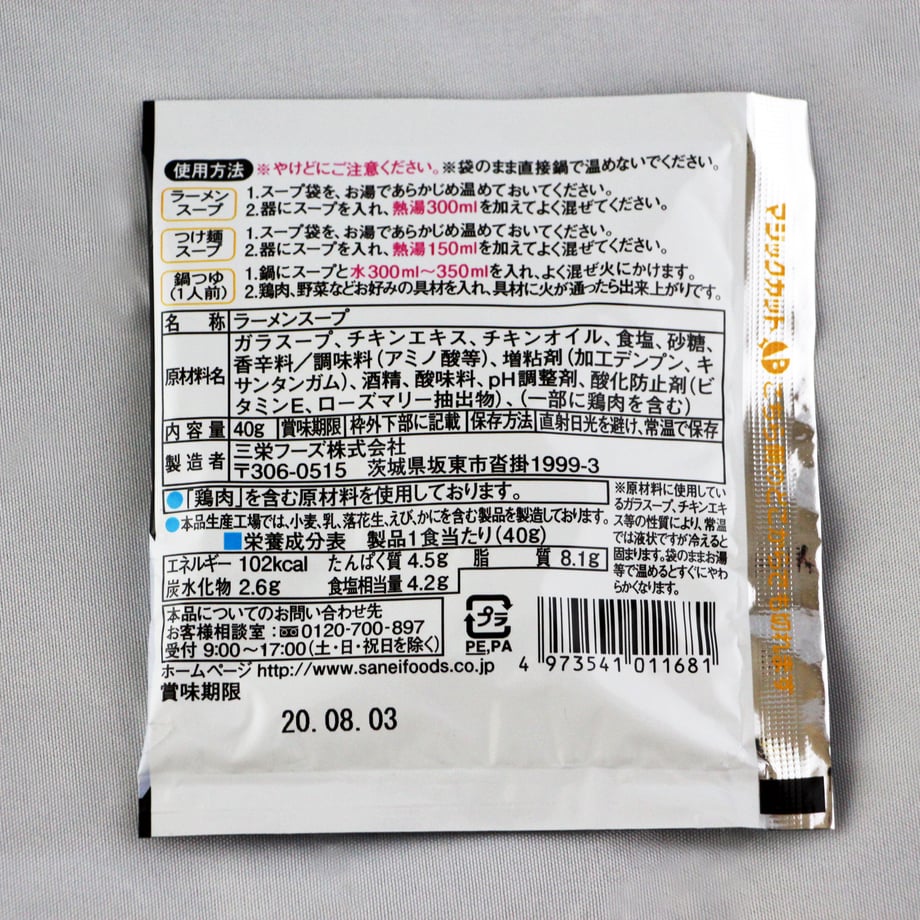 使用方法 ※やけどにご注意ください。※袋のまま直接鍋で温めないでください。
ラーメンスープ
1.スープ袋を、お湯であらかじめ温めておいてください。
2.器にスープを入れ、熱湯300mlを加えてよく混ぜてください。
つけ麺スープ
1.スープ袋を、お湯であらかじめ温めておいてください。
2.器にスープを入れ、熱湯150mlを加えてよく混ぜてください。
鍋つゆ(1人前)
1.鍋にスープと水300ml〜350mlを入れ、よく混ぜ火にかけます。
2.鶏肉、野菜などお好みの具材を入れ、具材に火が通ったら出来上がりです。
名称 ラーメンスープ
原材料名
ガラスープ、チキンエキス、チキンオイル、食塩、砂糖、
香辛料／調味料(アミノ酸等)、増粘剤(加工デンプン、キ
サンタンガム)、酒精、酸味料、pH調整剤、酸化防止剤(ビ
タミンE、ローズマリー抽出物)、(一部に鶏肉を含む)
内容量 40g 賞味期限 枠外下部に記載 保存方法 直射日光を避け、常温で保存
製造者
三栄フーズ株式会社
〒306-0515 茨城県坂東市沓掛1999-3
●「鶏肉」を含む原材料を使用しております。
●本品生産工場では、小麦、乳、落花生、えび、かにを含む製品を製造しております。
■栄養成分表 製品1食当たり(40g)
エネルギー 102kcal たんぱく質 4.5g 脂質 8.1g
炭水化物 2.6g 食塩相当量 4.2g
※原材料に使用してい
るガラスープ、チキンエキ
ス等の性質により、常温
では液状ですが冷えると
固まります。袋のままお湯
等で温めるとすぐにやわ
らかくなります。
本品についてのお問い合わせ先
お客様相談室：0120-700-897
受付 9:00〜17:00(土・日・祝日を除く)
プラ
PE,PA
4 973541 011681
ホームページ http://www.saneifoods.co.jp
賞味期限
20.08.03
マジックカット